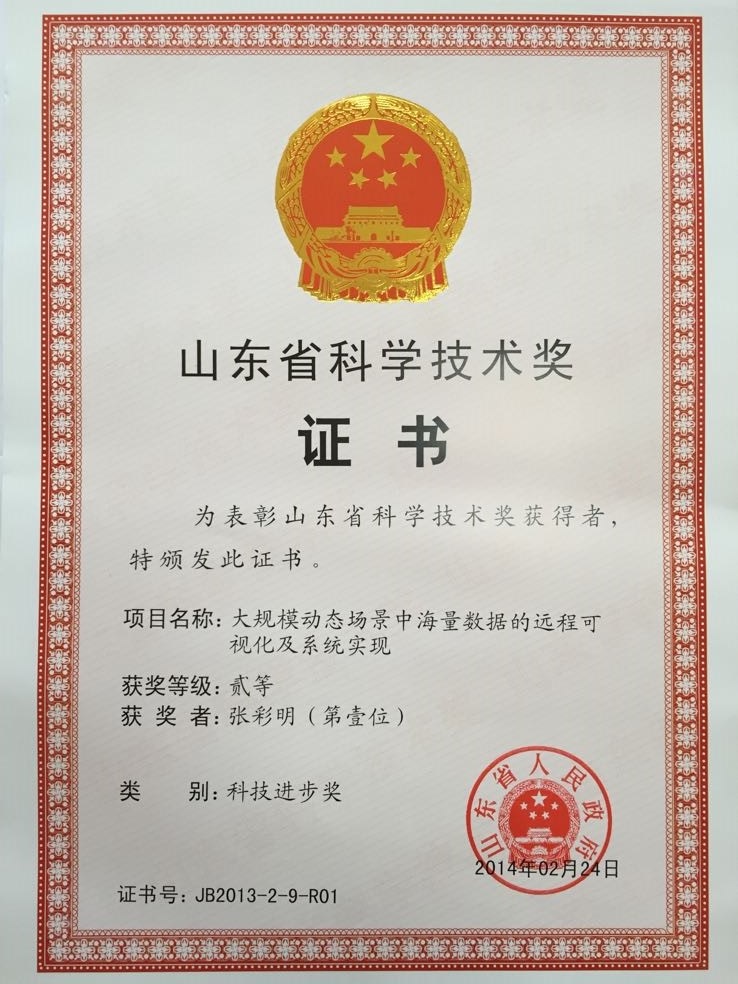 山东省科学技术奖
证书
为表彰山东省科学技术奖获得者，
特颁发此证书。
项目名称：大规模动态场景中海量数据的远程可
视化及系统实现
获奖等级：贰等
获奖者：张彩明（第壹位）
类别：科技进步奖
山东省人民政府
2014年02月24日
证书号：JB2013-2-9-R01